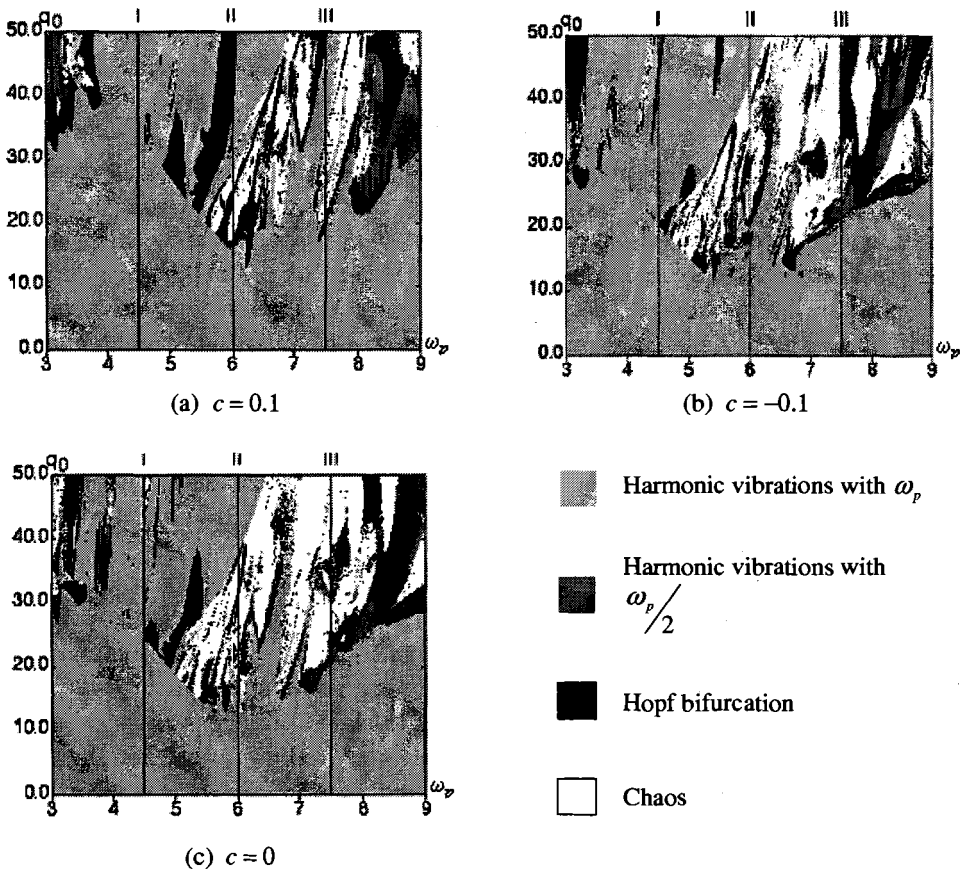 q₀ I II III
50.0
40.0
30.0
20.0
10.0
0.0
3 4 5 6 7 8 9 ωₚ
(a) c = 0.1
q₀ I II III
50.0
40.0
30.0
20.0
10.0
0.0
3 4 5 6 7 8 9 ωₚ
(b) c = –0.1
q₀ I II III
50.0
40.0
30.0
20.0
10.0
0.0
3 4 5 6 7 8 9 ωₚ
(c) c = 0
Harmonic vibrations with ωₚ
Harmonic vibrations with
ωₚ/2
Hopf bifurcation
Chaos